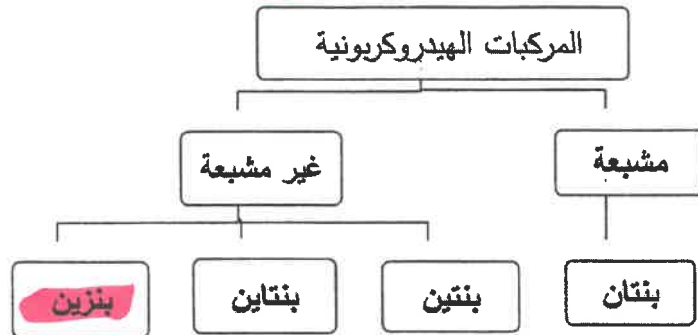 المركبات الهيدروكربونية
مشبعة
غير مشبعة
بنتان
بنتين
بنتاين
بنزين